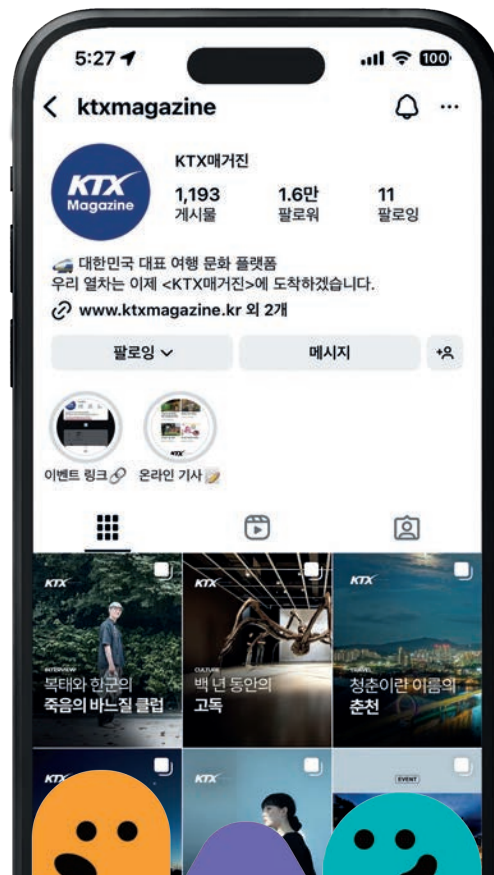 5:27
100
ktxmagazine
KTX
Magazine
KTX매거진
1,193
1.6만
11
게시물
팔로워
팔로잉
대한민국 대표 여행 문화 플랫폼
우리 열차는 이제 <KTX매거진>에 도착하겠습니다.
www.ktxmagazine.kr 외 2개
팔로잉
메시지
이벤트 링크
온라인 기사
KTX
INTERVIEW
복태와 한군의
죽음의 바느질 클럽
KTX
CULTURE
백 년 동안의
고독
KTX
TRAVEL
청춘이란 이름의
춘천
KTX
KTX
EVENT